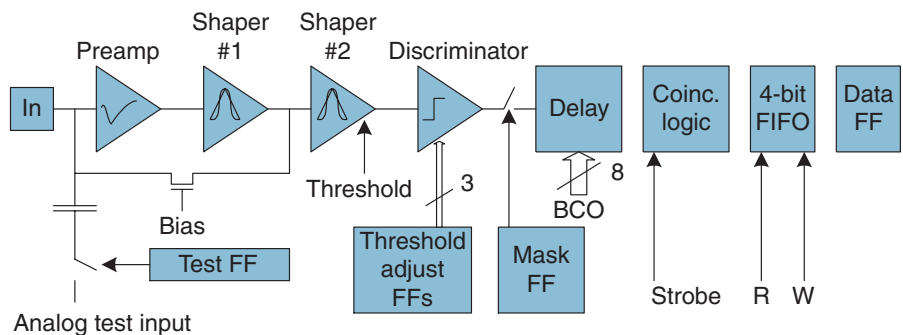 Preamp
Shaper
#1
Shaper
#2
Discriminator
In
Delay
Coinc.
logic
4-bit
FIFO
Data
FF
Threshold
3
8
BCO
Bias
Test FF
Threshold
adjust
FFs
Mask
FF
Strobe
R
W
Analog test input